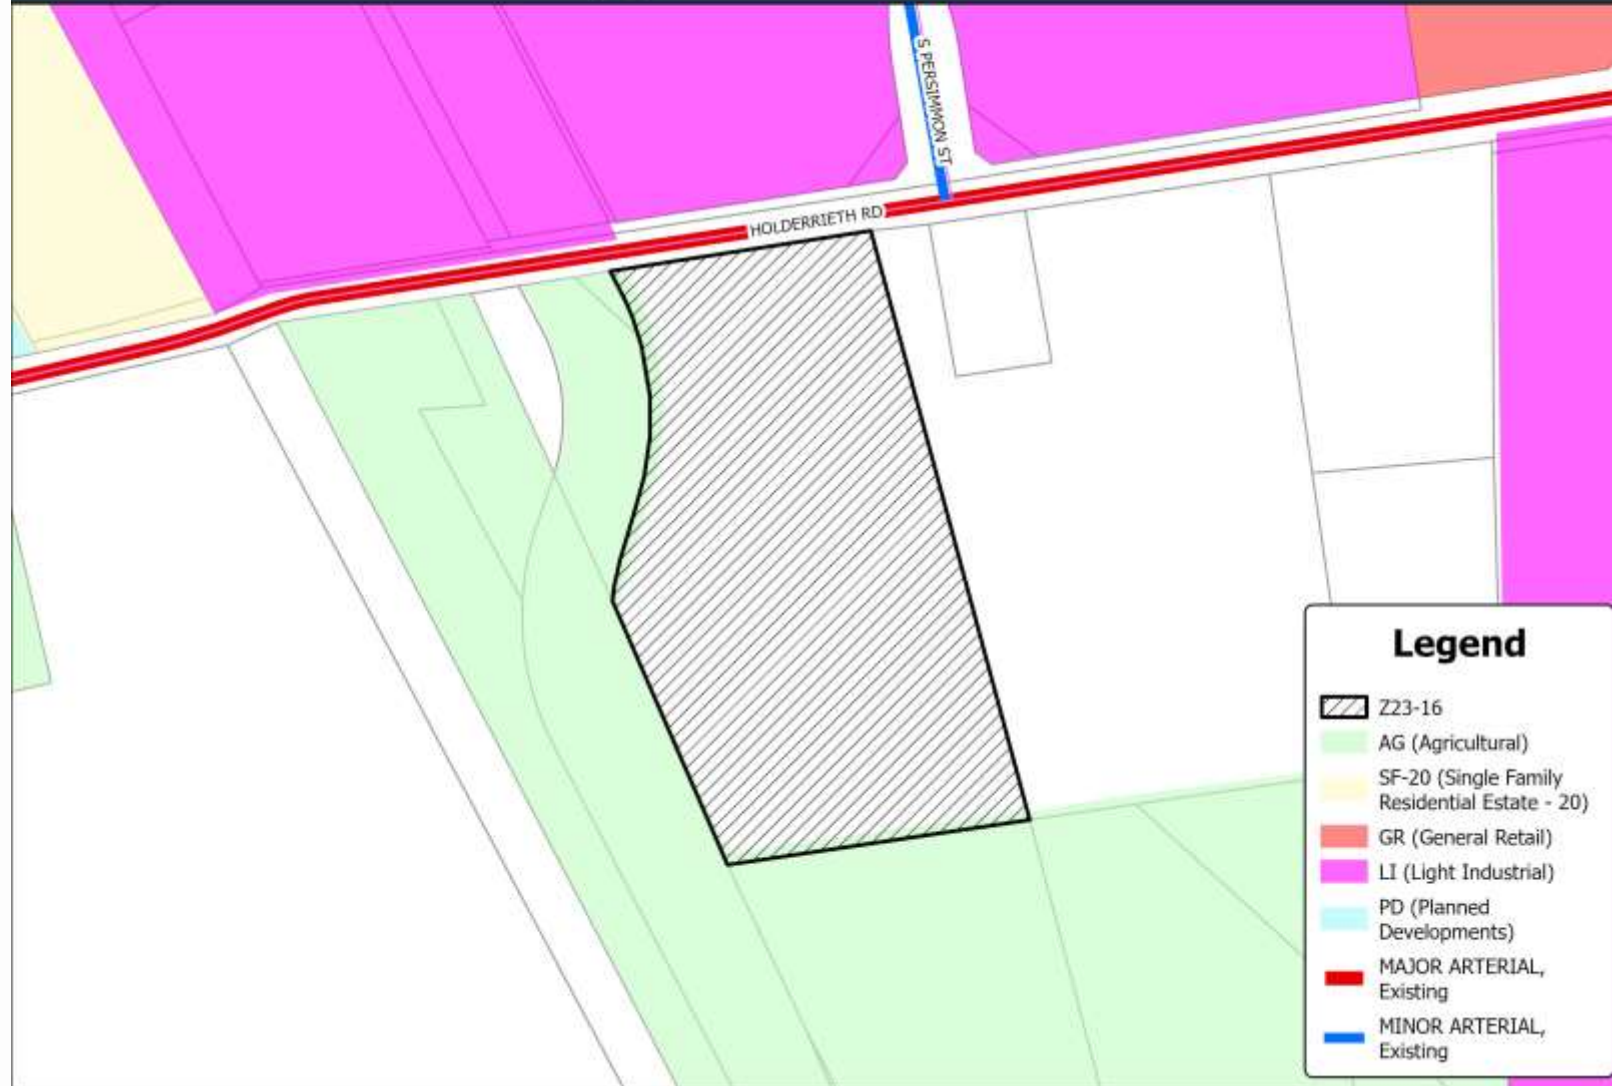 S PERSIMMON ST
HOLDERRIETH RD
Legend
Z23-16
AG (Agricultural)
SF-20 (Single Family
Residential Estate - 20)
GR (General Retail)
LI (Light Industrial)
PD (Planned
Developments)
MAJOR ARTERIAL,
Existing
MINOR ARTERIAL,
Existing